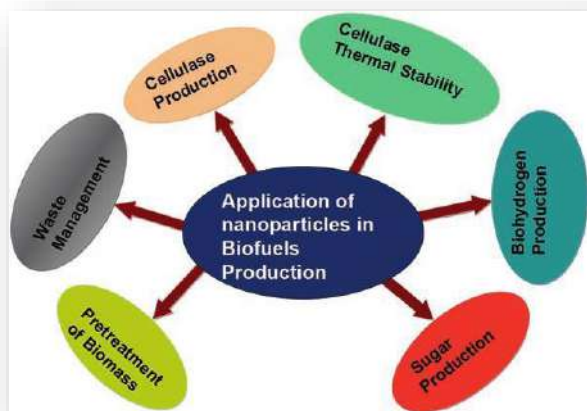 Cellulase
Production
Cellulase
Thermal Stability
Waste
Management
Application of
nanoparticles in
Biofuels
Production
Biohydrogen
Production
Pretreatment
of Biomass
Sugar
Production